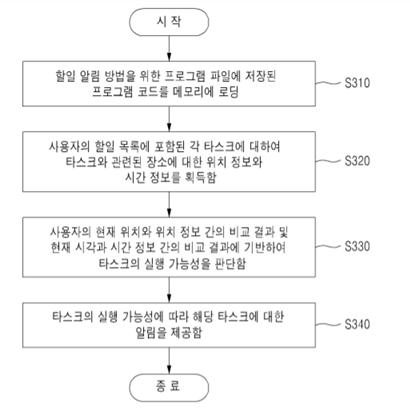 시 작
할일 알림 방법을 위한 프로그램 파일에 저장된
프로그램 코드를 메모리에 로딩
S310
사용자의 할일 목록에 포함된 각 타스크에 대하여
타스크와 관련된 장소에 대한 위치 정보와
시간 정보를 획득함
S320
사용자의 현재 위치와 위치 정보 간의 비교 결과 및
현재 시각과 시간 정보 간의 비교 결과에 기반하여
타스크의 실행 가능성을 판단함
S330
타스크의 실행 가능성에 따라 해당 타스크에 대한
알림을 제공함
S340
종 료